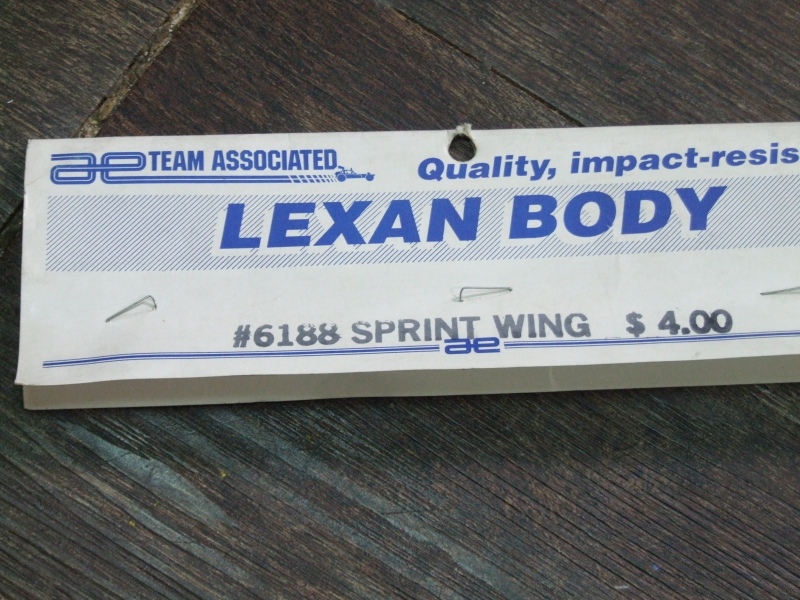 ae TEAM ASSOCIATED
Quality, impact-resis
LEXAN BODY
#6188 SPRINT WING $ 4.00
ae